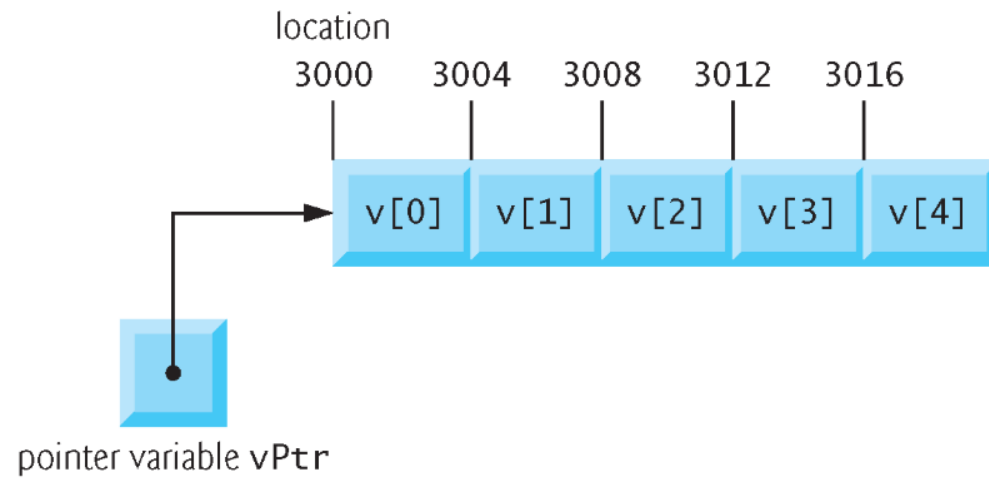 location
3000 3004 3008 3012 3016
v[0] v[1] v[2] v[3] v[4]
pointer variable vPtr